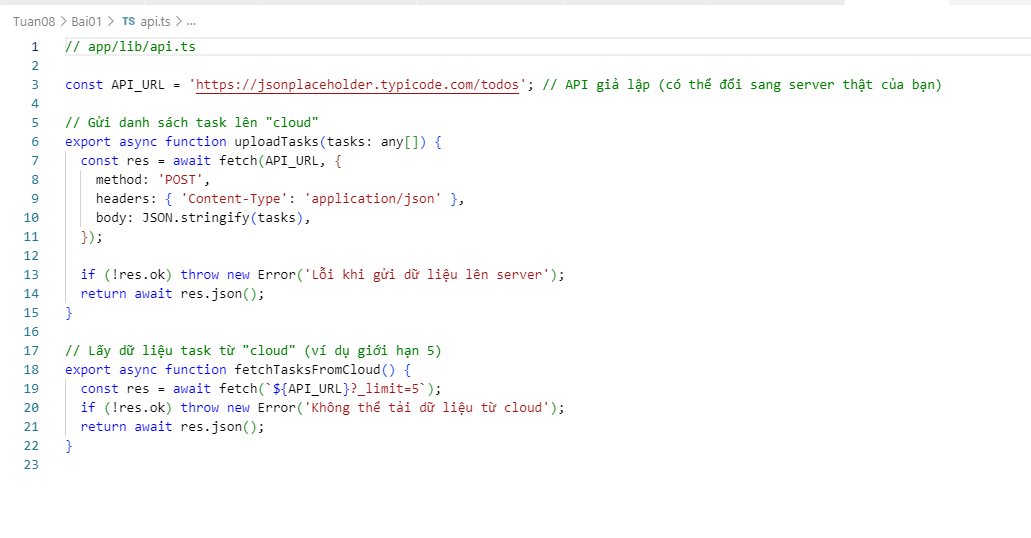 Tuan08 > Bai01 > TS api.ts > ...
1 // app/lib/api.ts
2
3 const API_URL = 'https://jsonplaceholder.typicode.com/todos'; // API giả lập (có thể đổi sang server thật của bạn)
4
5 // Gửi danh sách task lên "cloud"
6 export async function uploadTasks(tasks: any[]) {
7 const res = await fetch(API_URL, {
8 method: 'POST',
9 headers: { 'Content-Type': 'application/json' },
10 body: JSON.stringify(tasks),
11 });
12
13 if (!res.ok) throw new Error('Lỗi khi gửi dữ liệu lên server');
14 return await res.json();
15 }
16
17 // Lấy dữ liệu task từ "cloud" (ví dụ giới hạn 5)
18 export async function fetchTasksFromCloud() {
19 const res = await fetch(`${API_URL}?_limit=5`);
20 if (!res.ok) throw new Error('Không thể tải dữ liệu từ cloud');
21 return await res.json();
22 }
23